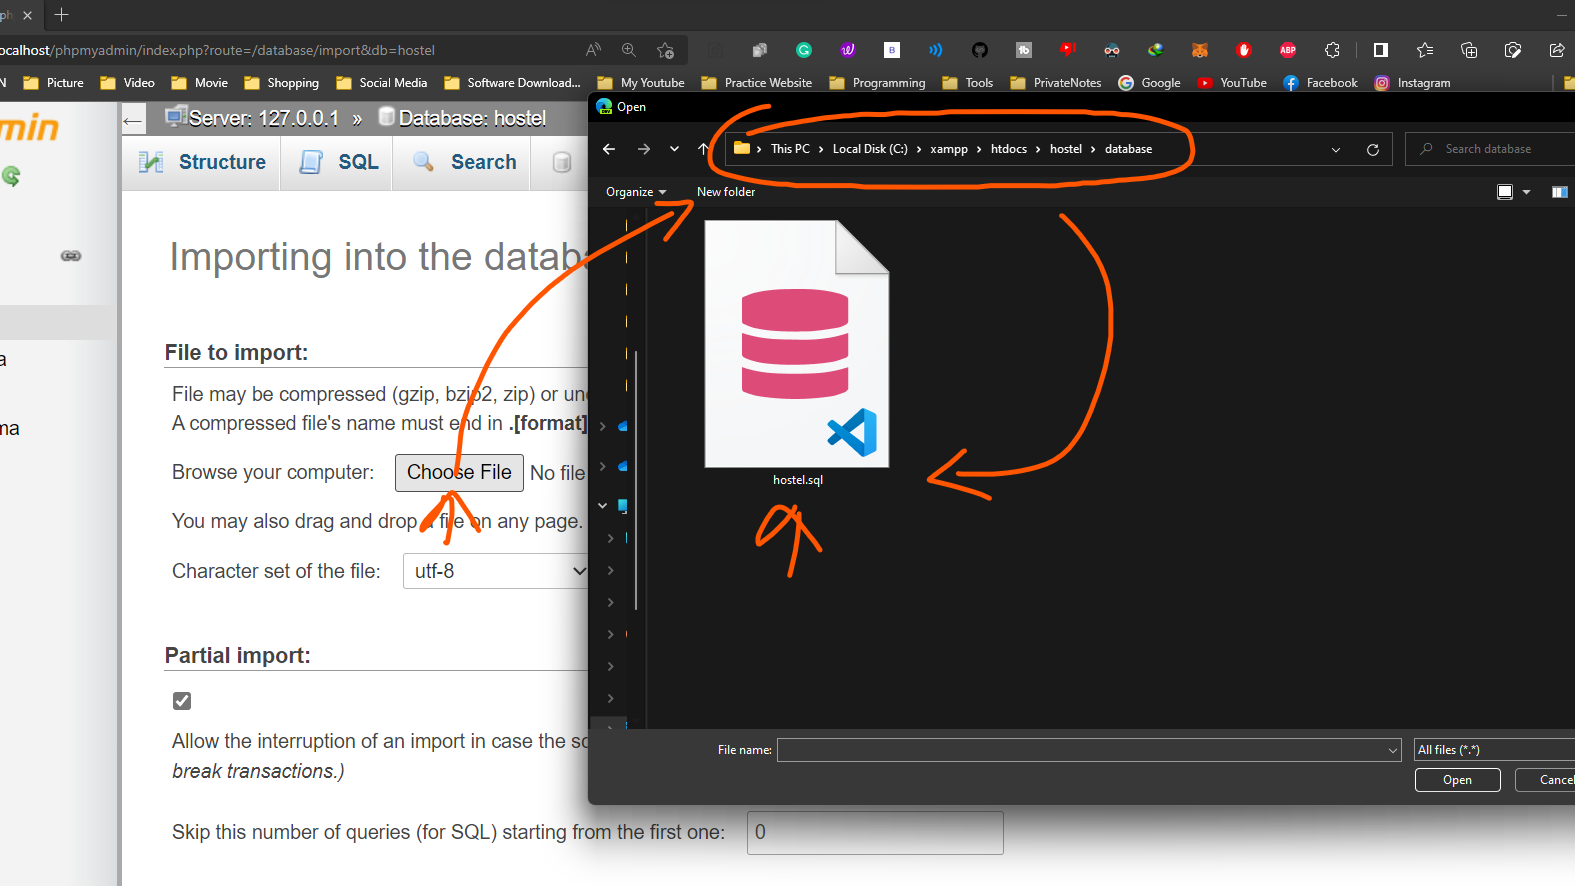 ocalhost/phpmyadmin/index.php?route=/database/import&db=hostel
N Picture Video Movie Shopping Social Media Software Download... My Youtube Practice Website Programming Tools PrivateNotes Google YouTube Facebook Instagram
min
Server: 127.0.0.1 » Database: hostel
Structure SQL Search
Importing into the databa
File to import:
File may be compressed (gzip, bzip2, zip) or un
A compressed file's name must end in .[format]
Browse your computer: Choose File No file
You may also drag and drop a file on any page.
Character set of the file: utf-8
Partial import:
Allow the interruption of an import in case the sc
break transactions.)
Skip this number of queries (for SQL) starting from the first one: 0
a
ma
Open
This PC › Local Disk (C:) › xampp › htdocs › hostel › database
Search database
Organize New folder
hostel.sql
File name: All files (*.*)
Open Cancel
ABP